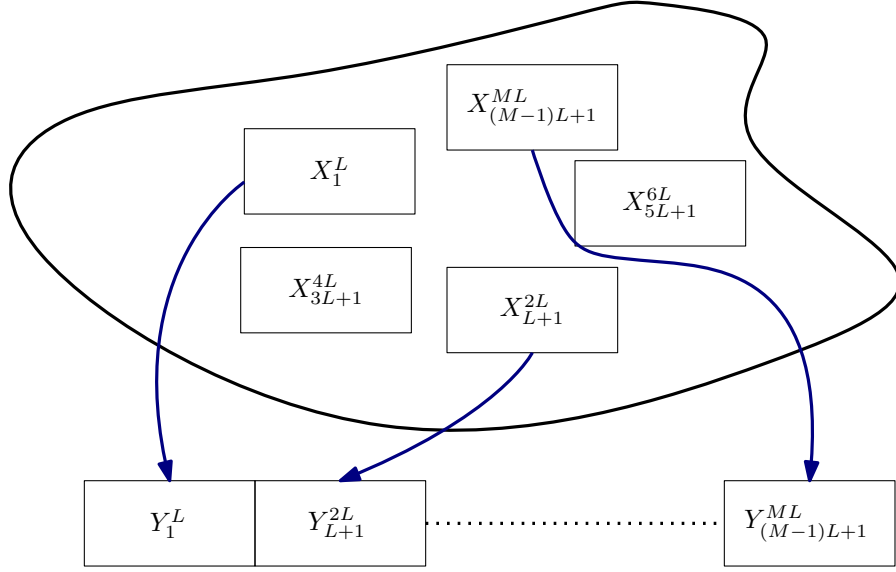 $X_{(M-1)L+1}^{ML}$
$X_1^L$
$X_{5L+1}^{6L}$
$X_{3L+1}^{4L}$
$X_{L+1}^{2L}$
$Y_1^L$
$Y_{L+1}^{2L}$
$Y_{(M-1)L+1}^{ML}$